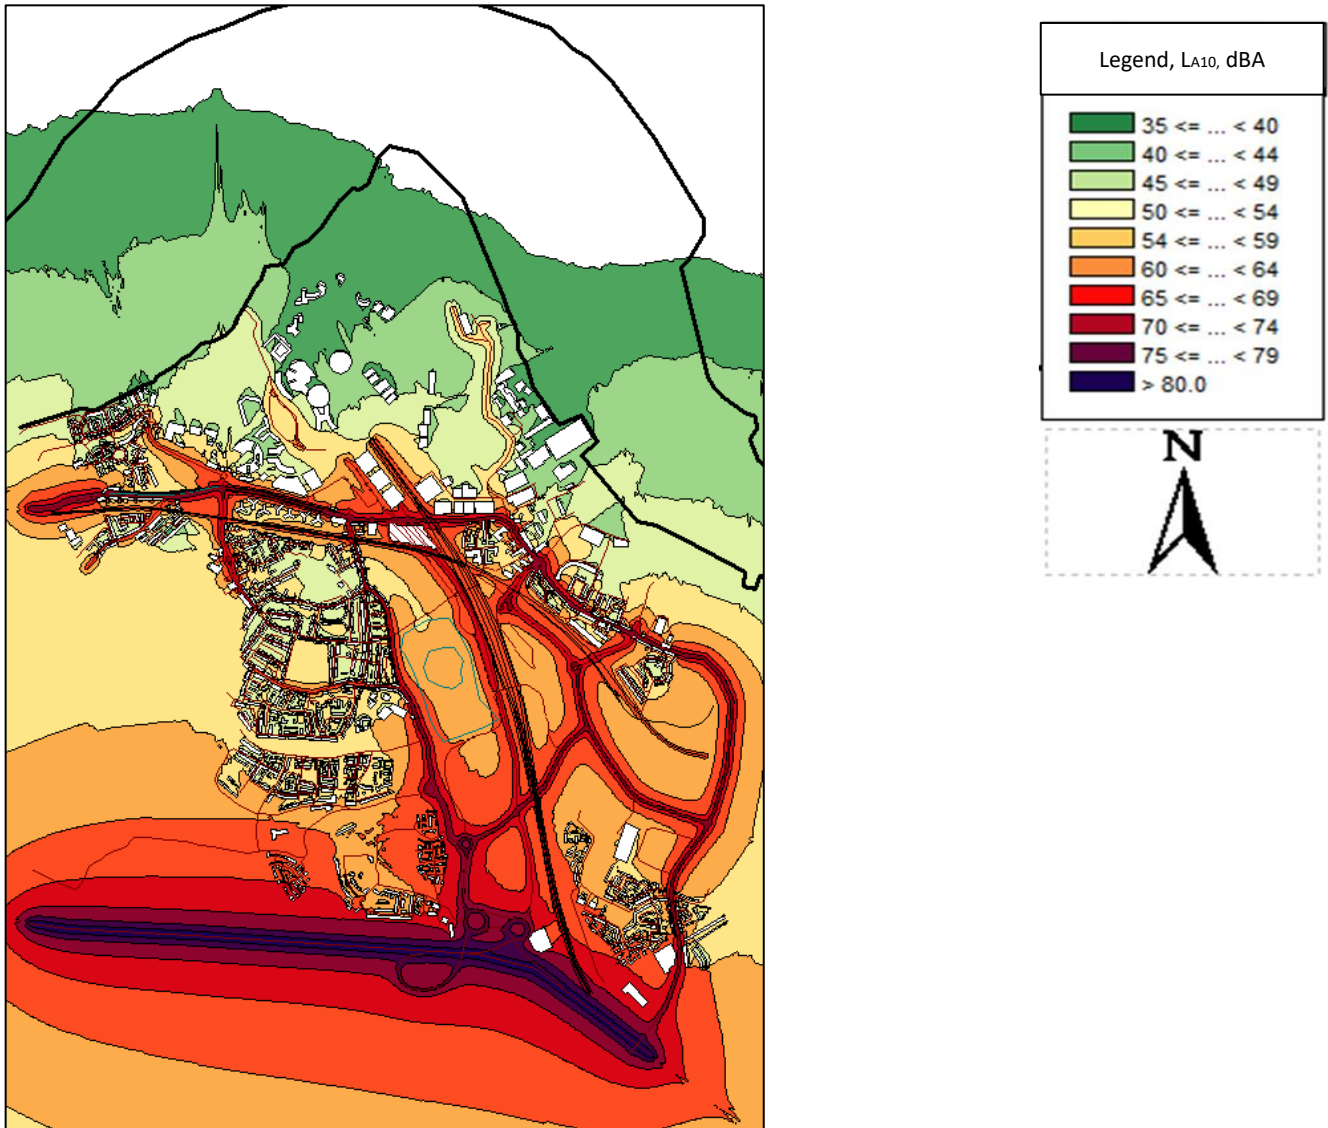 Legend, LA10, dBA
35 <= ... < 40
40 <= ... < 44
45 <= ... < 49
50 <= ... < 54
54 <= ... < 59
60 <= ... < 64
65 <= ... < 69
70 <= ... < 74
75 <= ... < 79
> 80.0
N